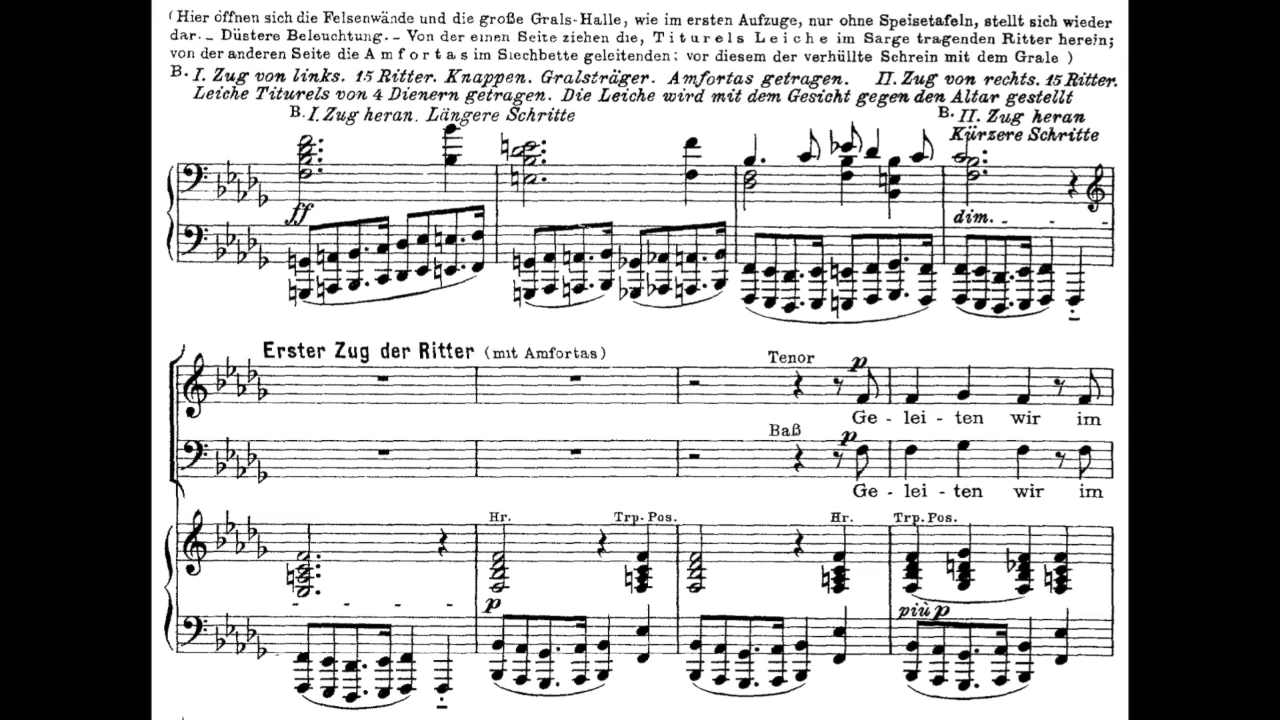 (Hier öffnen sich die Felsenwände und die große Grals-Halle, wie im ersten Aufzuge, nur ohne Speisetafeln, stellt sich wieder
dar. – Düstere Beleuchtung. – Von der einen Seite ziehen die, Titurels Leiche im Sarge tragenden Ritter herein;
von der anderen Seite die Amfortas im Siechbette geleitenden; vor diesem der verhüllte Schrein mit dem Grale )
B. I. Zug von links. 15 Ritter. Knappen. Gralsträger. Amfortas getragen. II. Zug von rechts. 15 Ritter.
Leiche Titurels von 4 Dienern getragen. Die Leiche wird mit dem Gesicht gegen den Altar gestellt
B. I. Zug heran. Längere Schritte B. II. Zug heran
Kürzere Schritte
ff dim.
Erster Zug der Ritter (mit Amfortas)
Tenor p
Ge - lei - ten wir im
Baß p
Ge - lei - ten wir im
Hr. Trp. Pos. Hr. Trp. Pos.
p più p